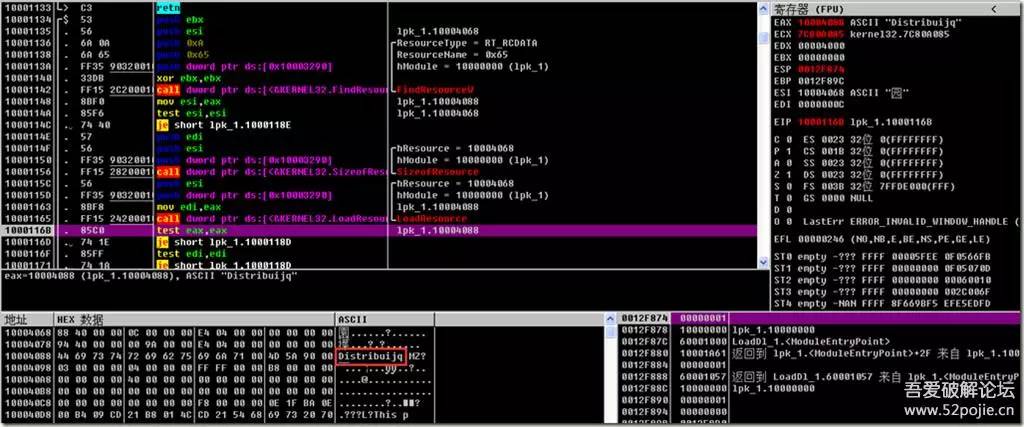 10001133 C3 retn
10001134 $ 53 push ebx
10001135 . 56 push esi lpk_1.10004068
10001136 . 6A 0A push 0xA ResourceType = RT_RCDATA
10001138 . 6A 65 push 0x65 ResourceName = 0x65
1000113A . FF35 90320010 push dword ptr ds:[0x10003290] hModule = 10000000 (lpk_1)
10001140 . 33DB xor ebx,ebx
10001142 . FF15 2C200010 call dword ptr ds:[<&KERNEL32.FindResour FindResourceW
10001148 . 8BF0 mov esi,eax lpk_1.10004088
1000114A . 85F6 test esi,esi lpk_1.10004068
1000114C . 74 40 je short lpk_1.1000118E
1000114E . 57 push edi
1000114F . 56 push esi hResource = 10004068
10001150 . FF35 90320010 push dword ptr ds:[0x10003290] hModule = 10000000 (lpk_1)
10001156 . FF15 28200010 call dword ptr ds:[<&KERNEL32.SizeofRes SizeofResource
1000115C . 56 push esi hResource = 10004068
1000115D . FF35 90320010 push dword ptr ds:[0x10003290] hModule = 10000000 (lpk_1)
10001163 . 8BF8 mov edi,eax lpk_1.10004088
10001165 . FF15 24200010 call dword ptr ds:[<&KERNEL32.LoadResour LoadResource
1000116B . 85C0 test eax,eax lpk_1.10004088
1000116D . 74 1E je short lpk_1.1000118D
1000116F . 85FF test edi,edi
10001171 . 74 1A je short lpk_1.1000118D
eax=10004088 (lpk_1.10004088), ASCII "Distribuijq"
寄存器 (FPU) <
EAX 10004088 ASCII "Distribuijq"
ECX 7C80A085 kernel32.7C80A085
EDX 00004000
EBX 00000000
ESP 0012F874
EBP 0012F89C
ESI 10004068 ASCII
EDI 0000000C
EIP 1000116B lpk_1.1000116B
C 0 ES 0023 32位 0(FFFFFFFF)
P 1 CS 001B 32位 0(FFFFFFFF)
A 0 SS 0023 32位 0(FFFFFFFF)
Z 1 DS 0023 32位 0(FFFFFFFF)
S 0 FS 003B 32位 7FFDE000(FFF)
T 0 GS 0000 NULL
D 0
O 0 LastErr ERROR_INVALID_WINDOW_HANDLE (
EFL 00000246 (NO,NB,E,BE,NS,PE,GE,LE)
ST0 empty -??? FFFF 00005FEE 0F0566FB
ST1 empty -??? FFFF 00000000 0F05070D
ST2 empty -??? FFFF 00000000 00060010
ST3 empty -??? FFFF 00000000 002C006F
ST4 empty -NAN FFFF 8F669BF5 EFE5EDFD
地址 HEX 数据 ASCII
10004068 88 40 00 00 0C 00 00 00 E4 04 00 00 00 00 00 00
10004078 94 40 00 00 00 9A 00 00 E4 04 00 00 00 00 00 00
10004088 44 69 73 74 72 69 62 75 69 6A 71 00 4D 5A 90 00 Distribuijq MZ?
10004098 03 00 00 00 04 00 00 00 FF FF 00 00 B8 00 00 00
100040A8 00 00 00 00 40 00 00 00 00 00 00 00 00 00 00 00 ....@...........
100040B8 00 00 00 00 00 00 00 00 00 00 00 00 00 00 00 00 ................
100040C8 00 00 00 00 00 00 00 00 F8 00 00 00 0E 1F BA 0E
100040D8 00 B4 09 CD 21 B8 01 4C CD 21 54 68 69 73 20 70 .???L?This p
0012F874 00000001
0012F878 10000000 lpk_1.10000000
0012F87C 60001000 LoadDl_1.<ModuleEntryPoint>
0012F880 10001A61 返回到 lpk_1.<ModuleEntryPoint>+2F 来自 lpk_1.100
0012F884 00000001
0012F888 60001057 返回到 LoadDl_1.60001057 来自 lpk_1.<ModuleEntryP
0012F88C 10000000 lpk_1.10000000
0012F890 00000001
0012F894 00000000
吾爱破解论坛
www.52pojie.cn